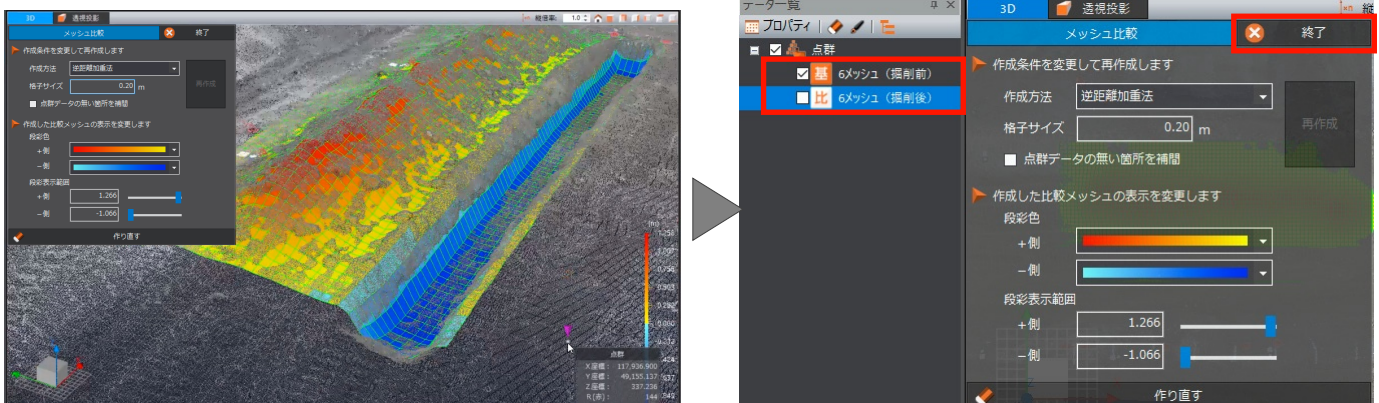 3D 透視投影 縦倍率: 1.0
メッシュ比較 終了
作成条件を変更して再作成します
作成方法 逆距離加重法
格子サイズ 0.20 m 再作成
点群データの無い箇所を補間
作成した比較メッシュの表示を変更します
段彩色
+側
-側
段彩表示範囲
+側 1.266
-側 -1.066
作り直す
(m)
点群
X座標: 117,936.900
Y座標: 49,155.137
Z座標: 337.236
R(赤): 144
データ一覧
プロパティ
点群
基 6メッシュ（掘削前）
比 6メッシュ（掘削後）
3D 透視投影 縦
メッシュ比較 終了
作成条件を変更して再作成します
作成方法 逆距離加重法
格子サイズ 0.20 m 再作成
点群データの無い箇所を補間
作成した比較メッシュの表示を変更します
段彩色
+側
-側
段彩表示範囲
+側 1.266
-側 -1.066
作り直す